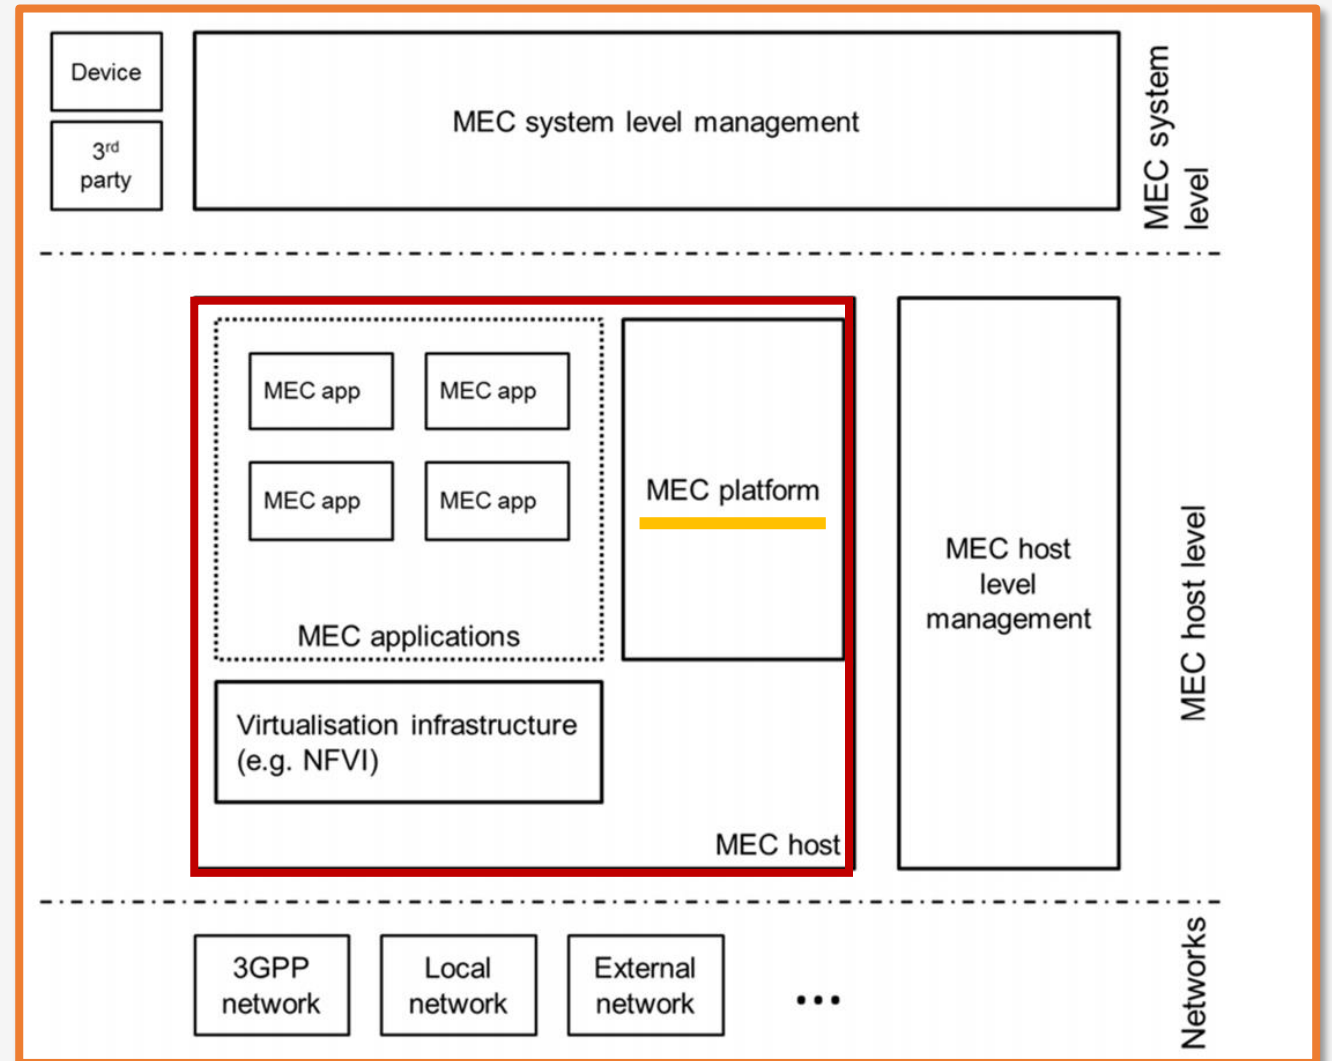 Device
3rd
party
MEC system level management
MEC system
level
MEC app
MEC app
MEC app
MEC app
MEC applications
MEC platform
Virtualisation infrastructure
(e.g. NFVI)
MEC host
MEC host
level
management
MEC host level
3GPP
network
Local
network
External
network
...
Networks